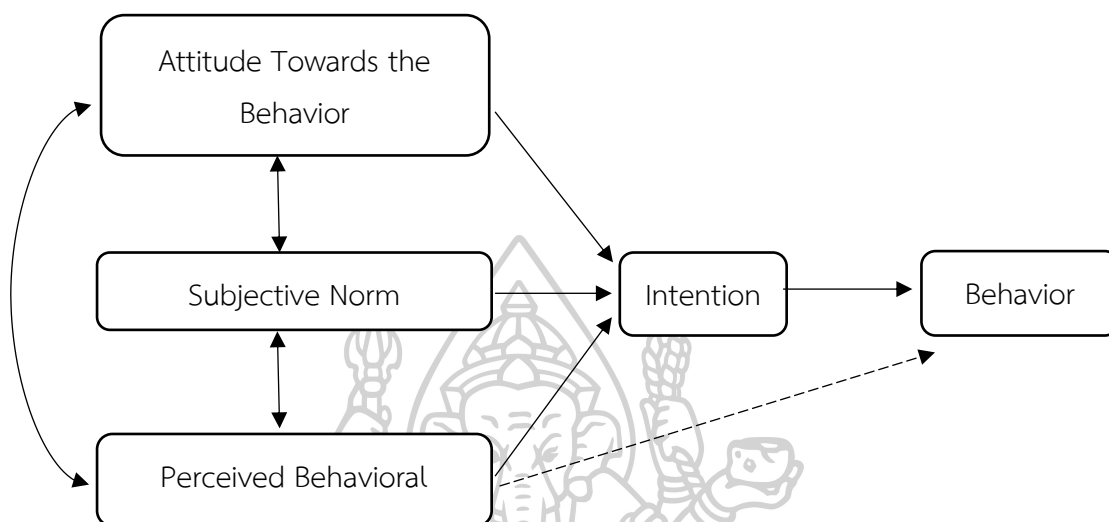 Attitude Towards the
Behavior
Subjective Norm
Intention
Behavior
Perceived Behavioral